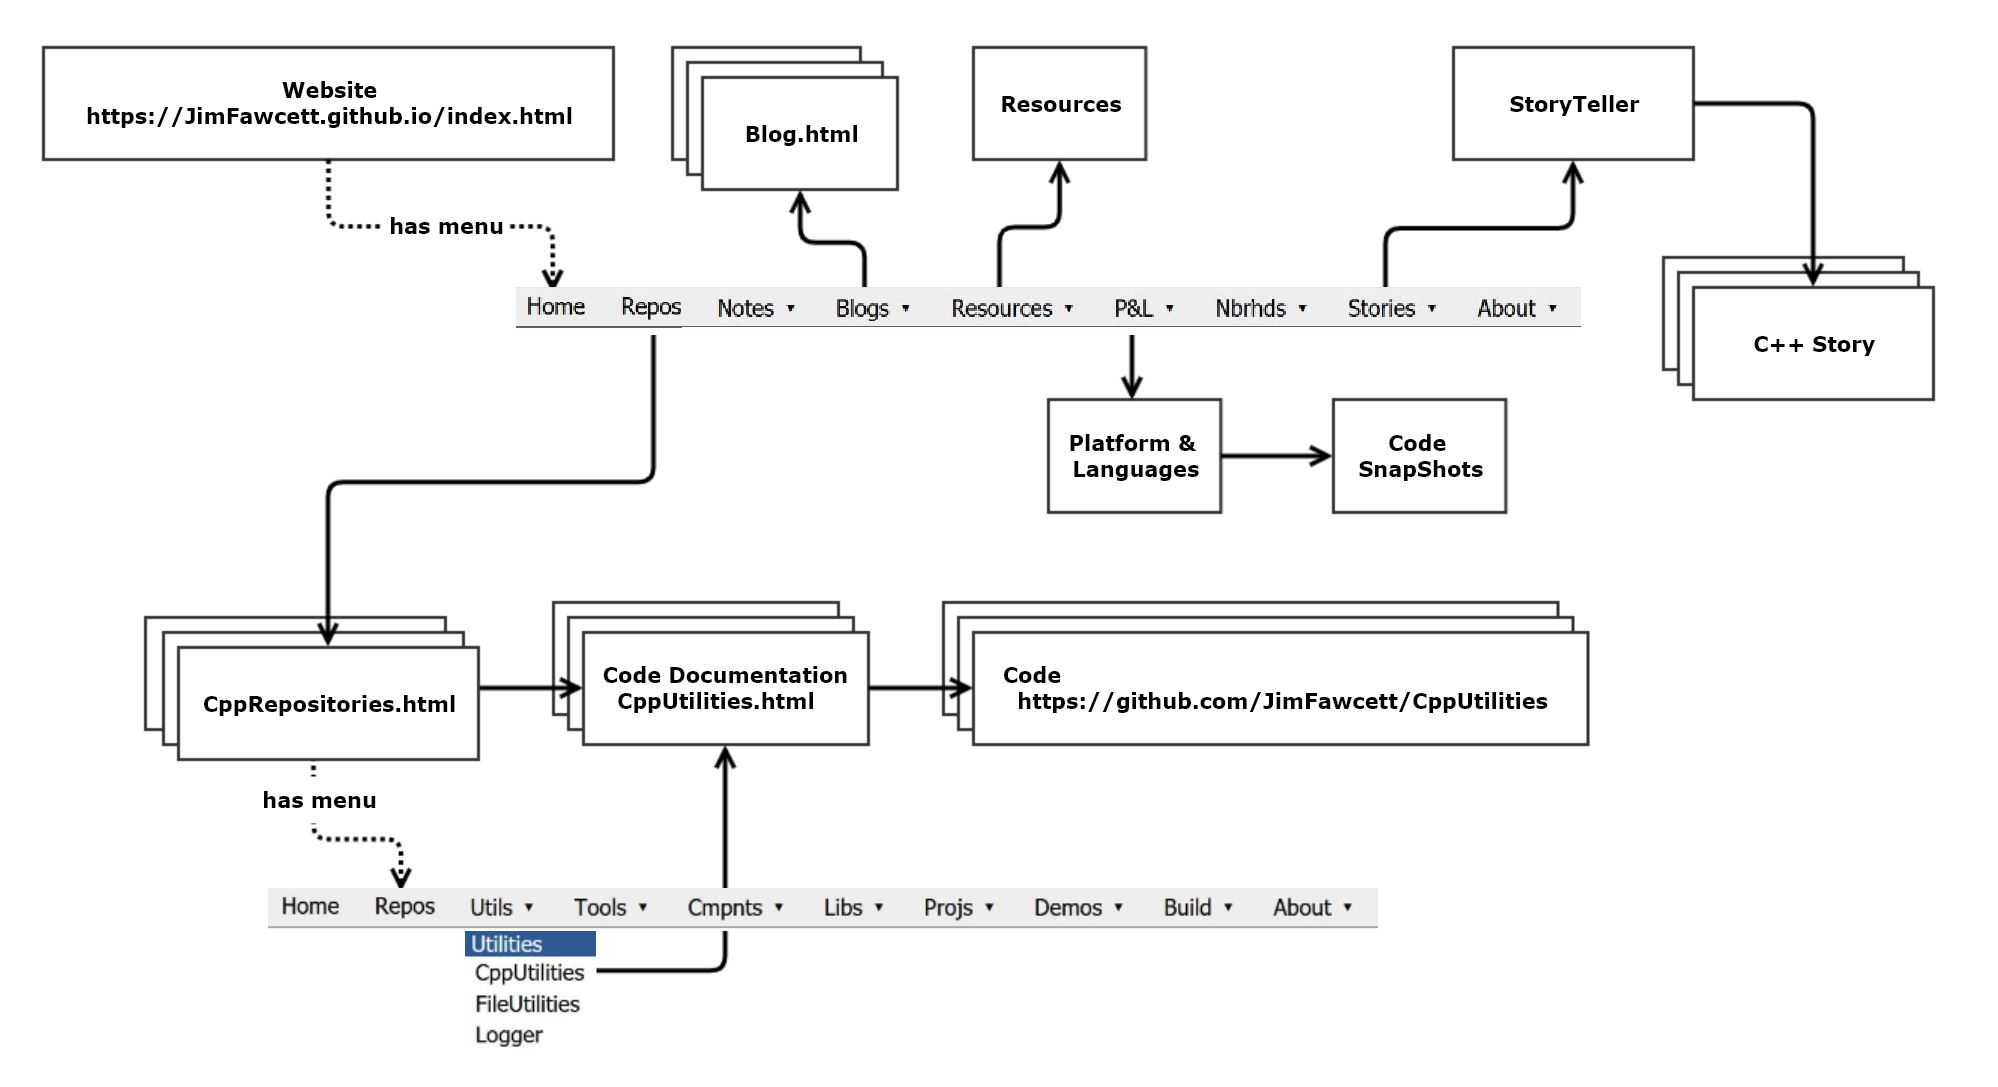 Website
https://JimFawcett.github.io/index.html
Blog.html
Resources
StoryTeller
has menu
Home Repos Notes ▼ Blogs ▼ Resources ▼ P&L ▼ Nbrhds ▼ Stories ▼ About ▼
C++ Story
Platform &
Languages
Code
SnapShots
CppRepositories.html
Code Documentation
CppUtilities.html
Code
https://github.com/JimFawcett/CppUtilities
has menu
Home Repos Utils ▼ Tools ▼ Cmpnts ▼ Libs ▼ Projs ▼ Demos ▼ Build ▼ About ▼
Utilities
CppUtilities
FileUtilities
Logger